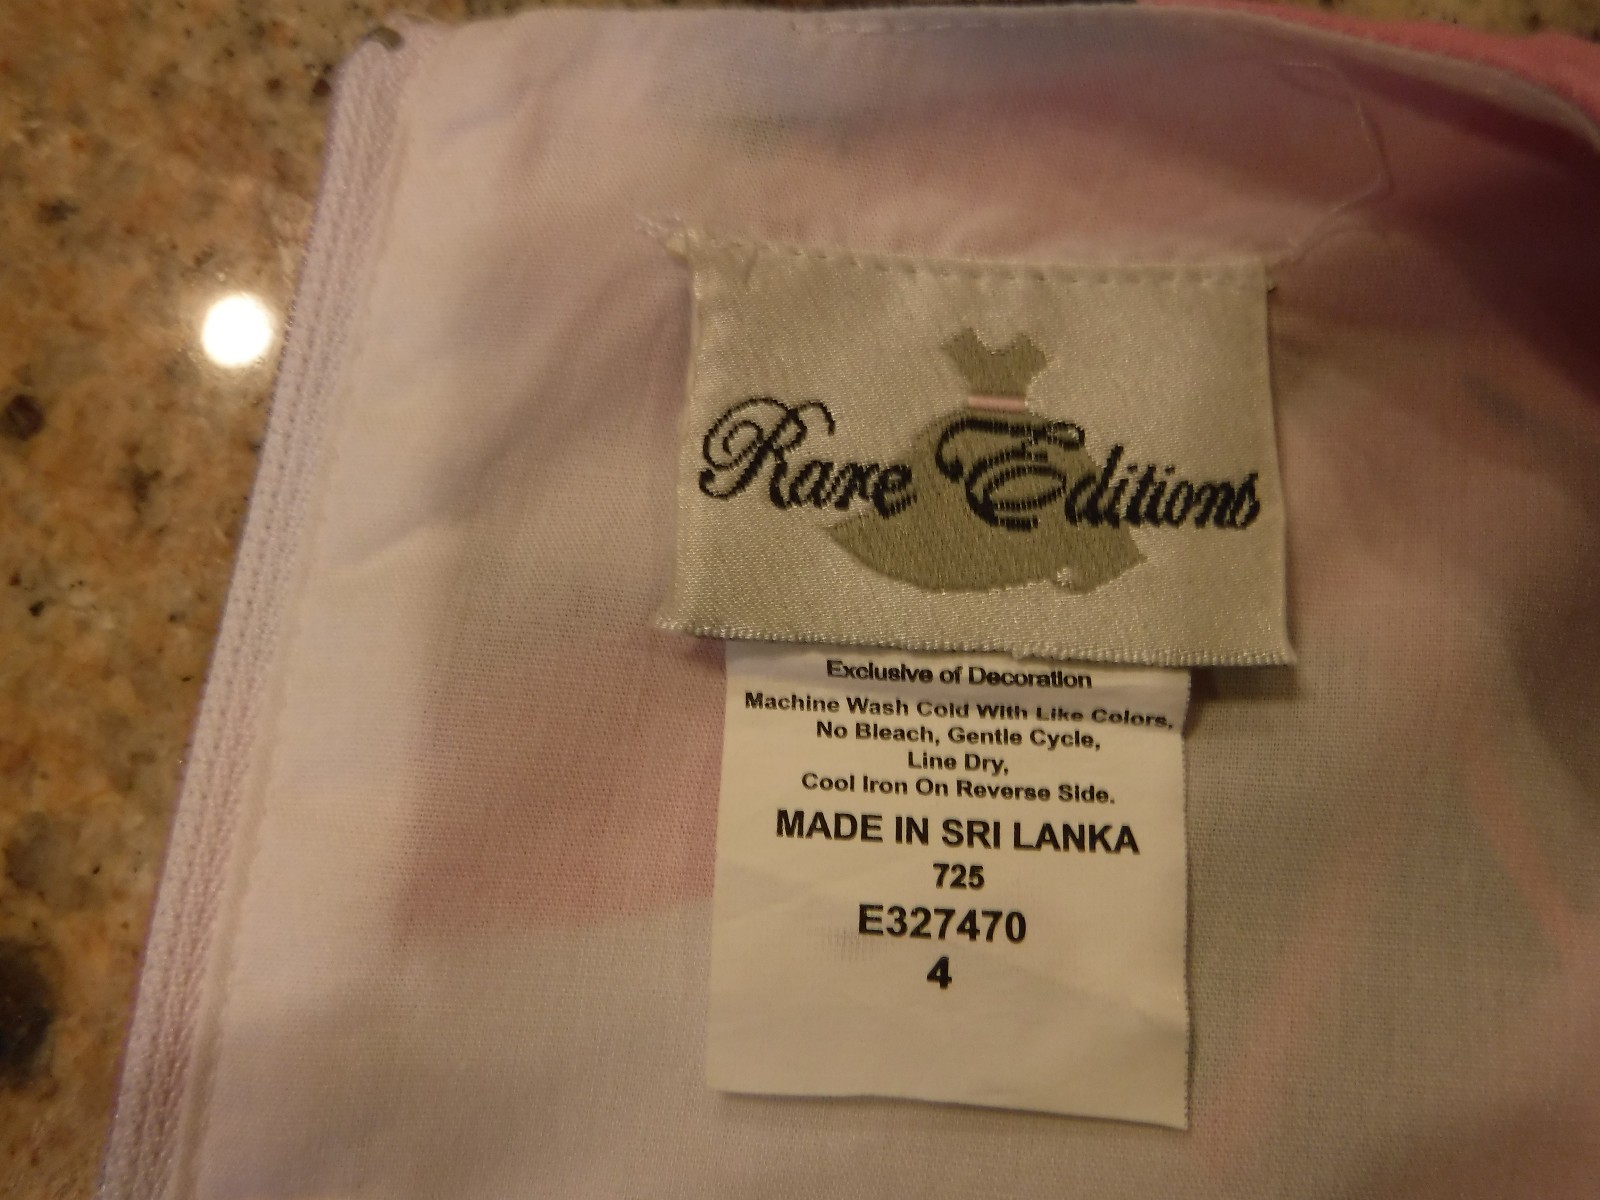 Rare Editions
Exclusive of Decoration
Machine Wash Cold With Like Colors,
No Bleach, Gentle Cycle,
Line Dry,
Cool Iron On Reverse Side.
MADE IN SRI LANKA
725
E327470
4